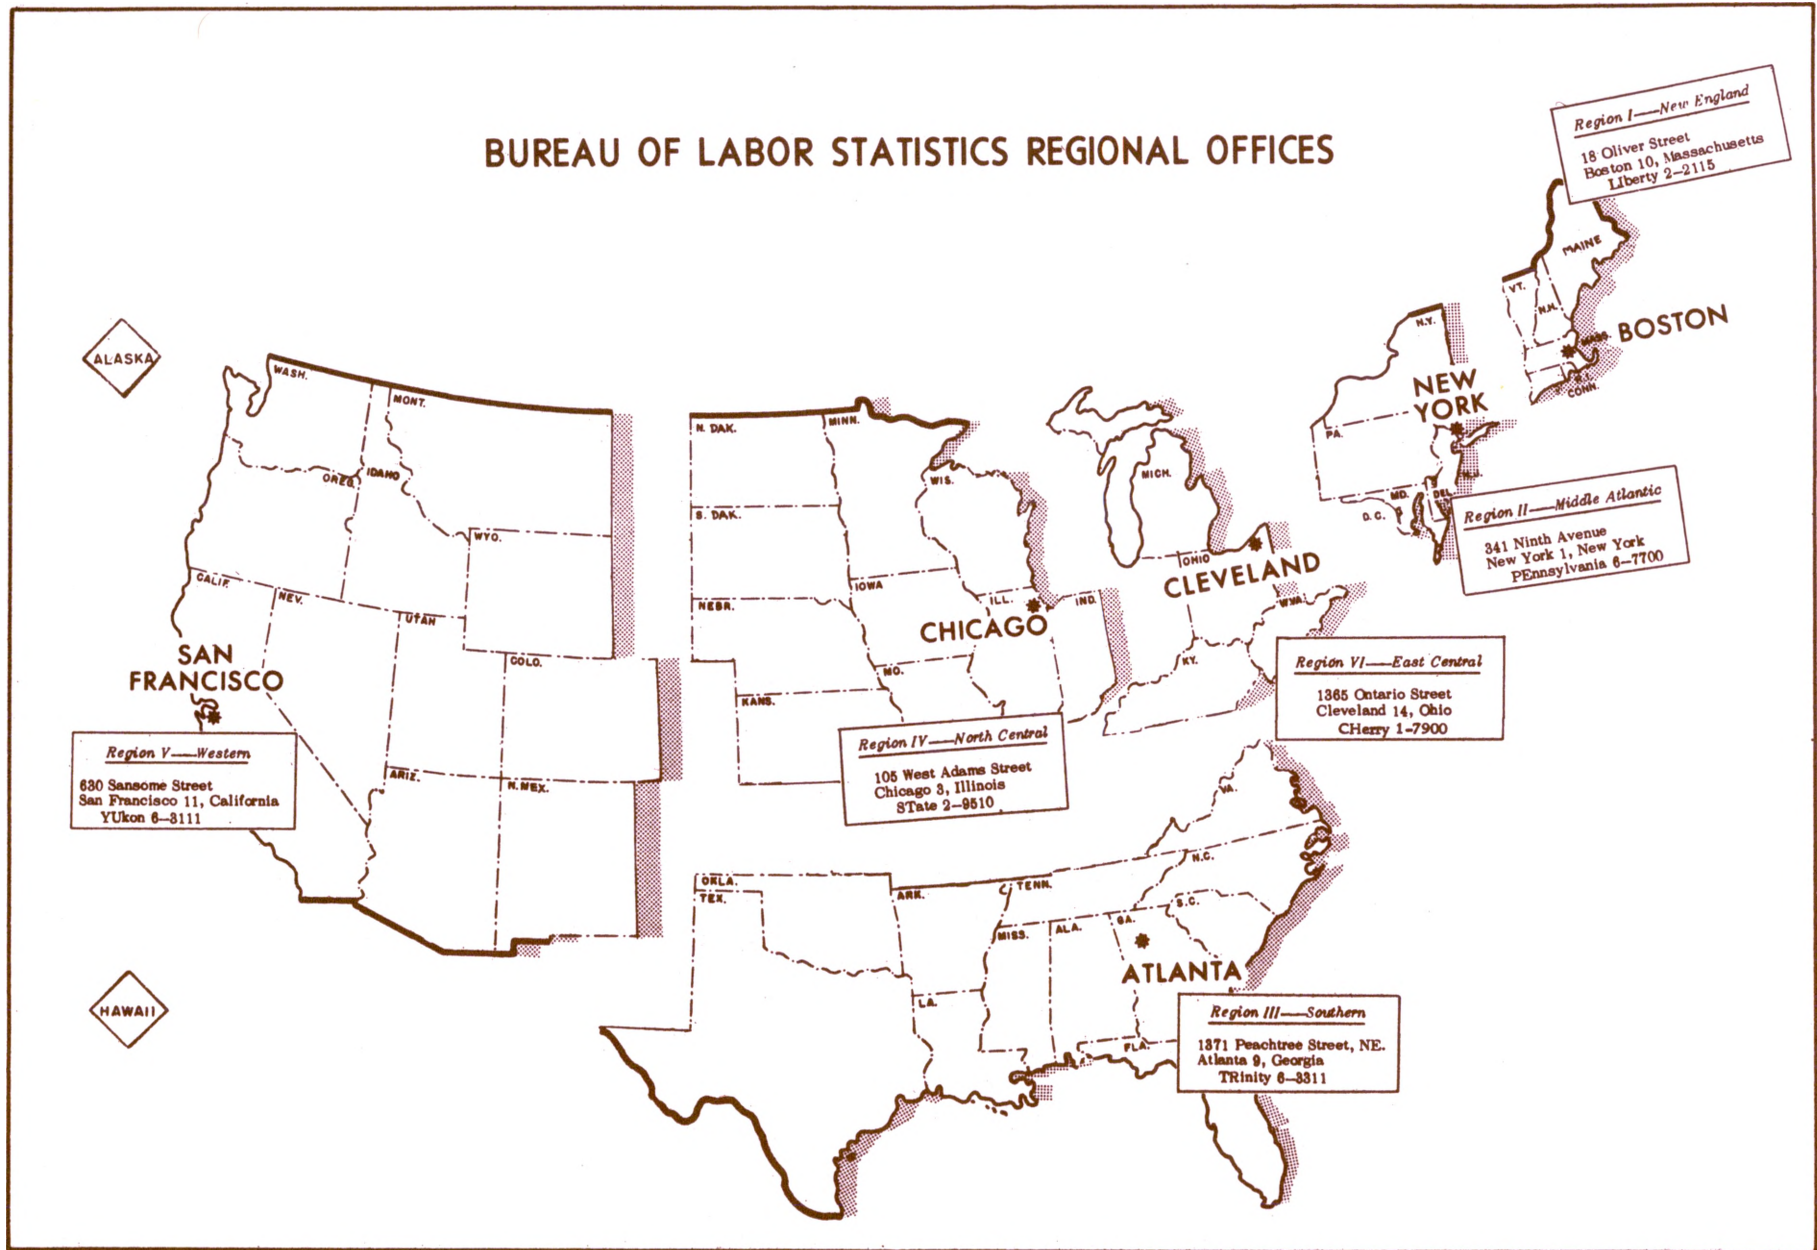 BUREAU OF LABOR STATISTICS REGIONAL OFFICES
Region I—New England
18 Oliver Street
Boston 10, Massachusetts
LIberty 2-2115
MAINE
VT.
N.H.
MASS.
BOSTON
R.I.
CONN.
N.Y.
NEW
YORK
PA.
N.J.
MD.
DEL.
D.C.
Region II—Middle Atlantic
341 Ninth Avenue
New York 1, New York
PEnnsylvania 6-7700
ALASKA
WASH.
MONT.
IDAHO
OREG.
WYO.
CALIF.
NEV.
UTAH
COLO.
SAN
FRANCISCO
Region V—Western
630 Sansome Street
San Francisco 11, California
YUkon 6-3111
ARIZ.
N. MEX.
N. DAK.
MINN.
WIS.
S. DAK.
IOWA
NEBR.
ILL.
IND.
CHICAGO
MO.
KANS.
Region IV—North Central
105 West Adams Street
Chicago 3, Illinois
STate 2-9510
MICH.
OHIO
CLEVELAND
W.VA.
KY.
Region VI—East Central
1365 Ontario Street
Cleveland 14, Ohio
CHerry 1-7900
VA.
N.C.
OKLA.
TEX.
ARK.
TENN.
S.C.
MISS.
ALA.
GA.
ATLANTA
LA.
FLA.
Region III—Southern
1371 Peachtree Street, NE.
Atlanta 9, Georgia
TRinity 6-3311
HAWAII